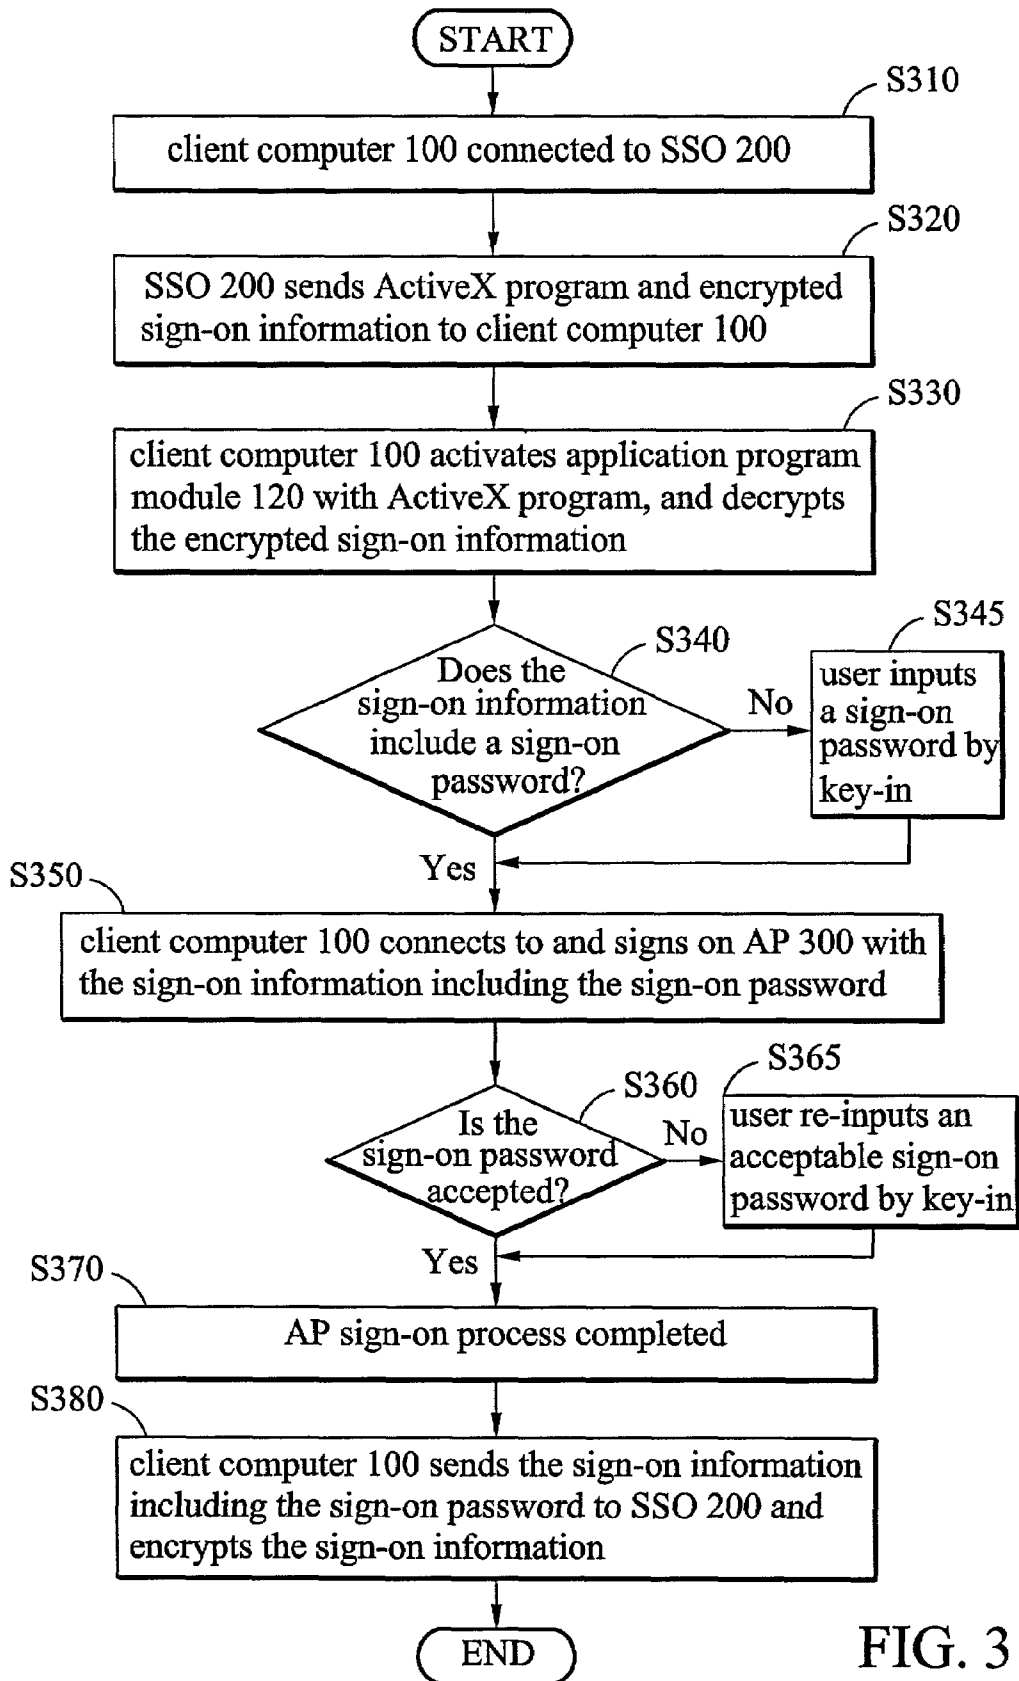 START
S310
client computer 100 connected to SSO 200
S320
SSO 200 sends ActiveX program and encrypted
sign-on information to client computer 100
S330
client computer 100 activates application program
module 120 with ActiveX program, and decrypts
the encrypted sign-on information
S340
Does the
sign-on information
include a sign-on
password?
No
S345
user inputs
a sign-on
password by
key-in
Yes
S350
client computer 100 connects to and signs on AP 300 with
the sign-on information including the sign-on password
S360
Is the
sign-on password
accepted?
No
S365
user re-inputs an
acceptable sign-on
password by key-in
Yes
S370
AP sign-on process completed
S380
client computer 100 sends the sign-on information
including the sign-on password to SSO 200 and
encrypts the sign-on information
END
FIG. 3